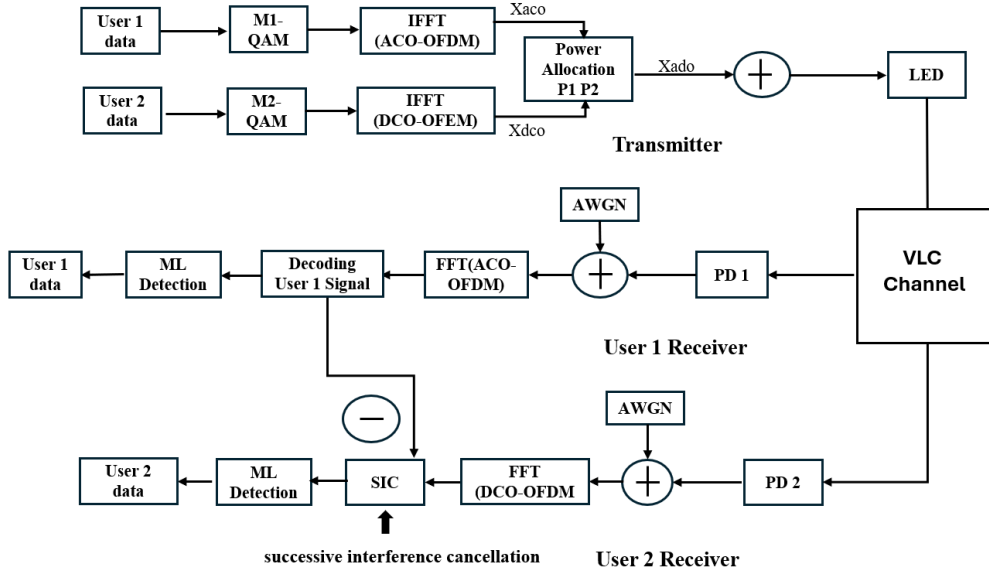 User 1
data
M1-
QAM
IFFT
(ACO-OFDM)
Xaco
Power
Allocation
P1 P2
Xado
LED
User 2
data
M2-
QAM
IFFT
(DCO-OFEM)
Xdco
Transmitter
AWGN
VLC
Channel
User 1
data
ML
Detection
Decoding
User 1 Signal
FFT(ACO-
OFDM)
PD 1
User 1 Receiver
AWGN
User 2
data
ML
Detection
SIC
FFT
(DCO-OFDM
PD 2
successive interference cancellation
User 2 Receiver